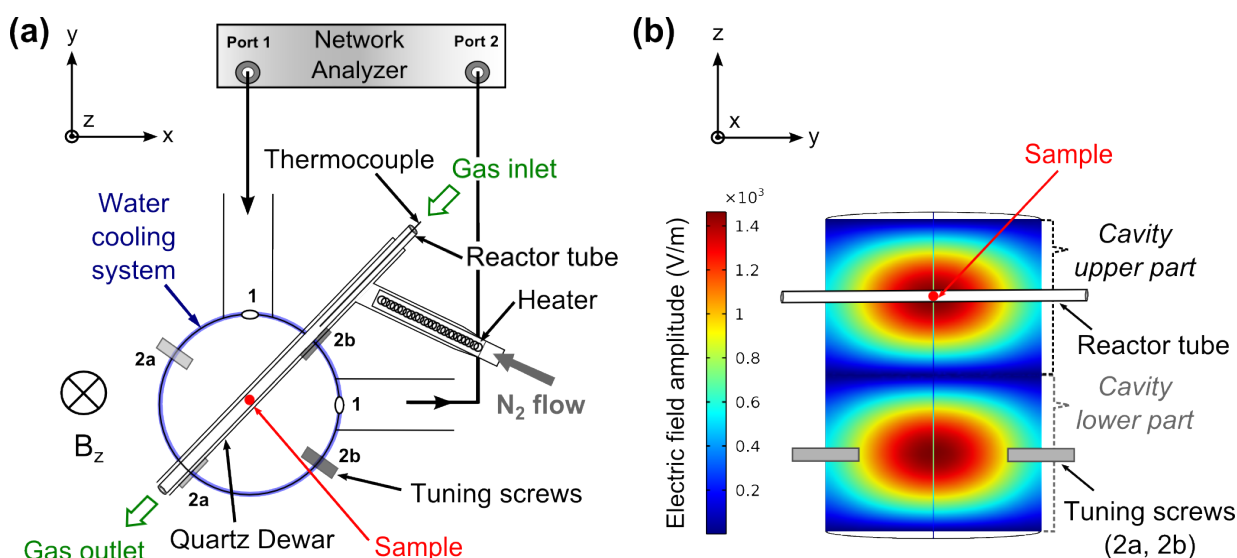 (a)
y
z
x
Port 1
Network
Analyzer
Port 2
Thermocouple
Gas inlet
Water
cooling
system
Reactor tube
Heater
1
2a
2b
N2 flow
1
Bz
2b
2a
Tuning screws
Quartz Dewar
Gas outlet
Sample
(b)
z
x
y
Sample
×10³
1.4
1.2
1
0.8
0.6
0.4
0.2
Electric field amplitude (V/m)
Cavity
upper part
Reactor tube
Cavity
lower part
Tuning screws
(2a, 2b)